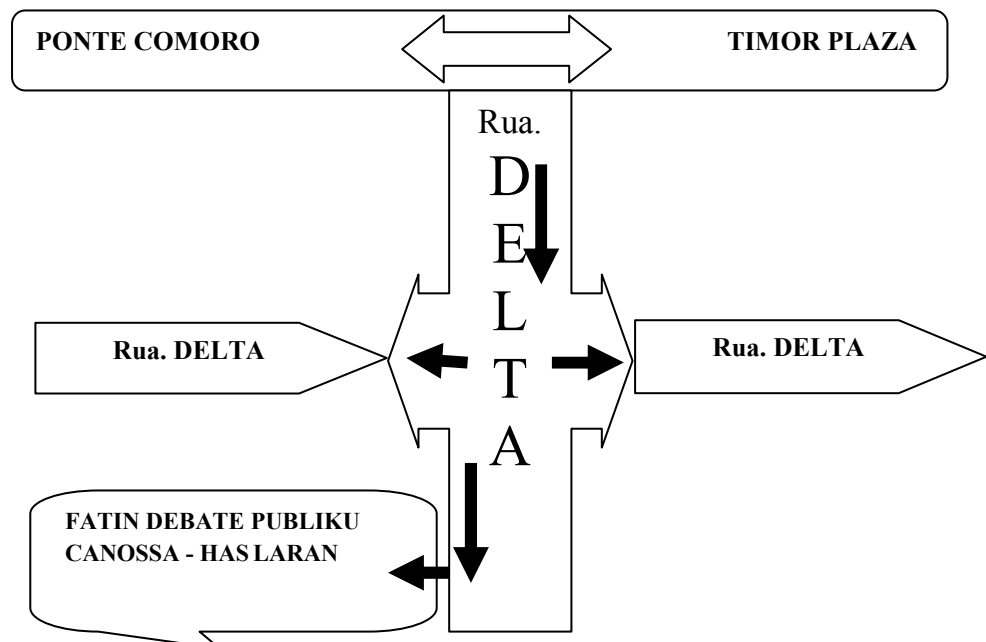 PONTE COMORO
TIMOR PLAZA
Rua.
D
E
L
T
A
Rua. DELTA
Rua. DELTA
FATIN DEBATE PUBLIKU
CANOSSA - HAS LARAN